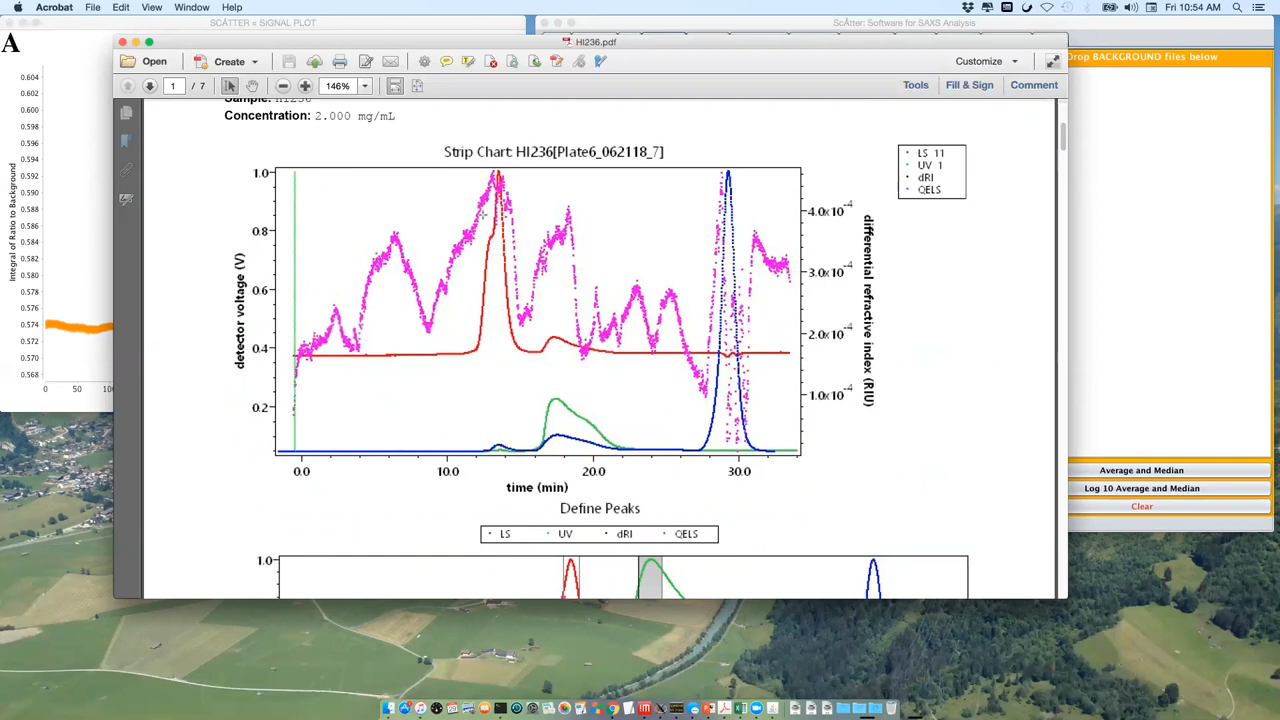 Acrobat File Edit View Window Help
Fri 10:54 AM
SCÅTTER « SiGNAL PLOT
ScÅtter: Software for SAXS Analysis
A
HI236.pdf
Drop BACKGROUND files below
Open
Create
Customize
1 / 7
146%
Tools
Fill & Sign
Comment
Sample: HI236
Concentration: 2.000 mg/mL
Integral of Ratio to Background
0.604
0.598
0.596
0.594
0.592
0.590
0.588
0.586
0.584
0.582
0.580
0.578
0.576
0.574
0.570
0.568
0
50
100
Strip Chart: HI236[Plate6_062118_7]
LS 11
UV 1
dRI
QELS
detector voltage (V)
1.0
0.8
0.6
0.4
0.2
differential refractive index (RIU)
4.0x10-4
3.0x10-4
2.0x10-4
1.0x10-4
0.0
10.0
20.0
30.0
time (min)
Define Peaks
LS
UV
dRI
QELS
1.0
Average and Median
Log 10 Average and Median
Clear